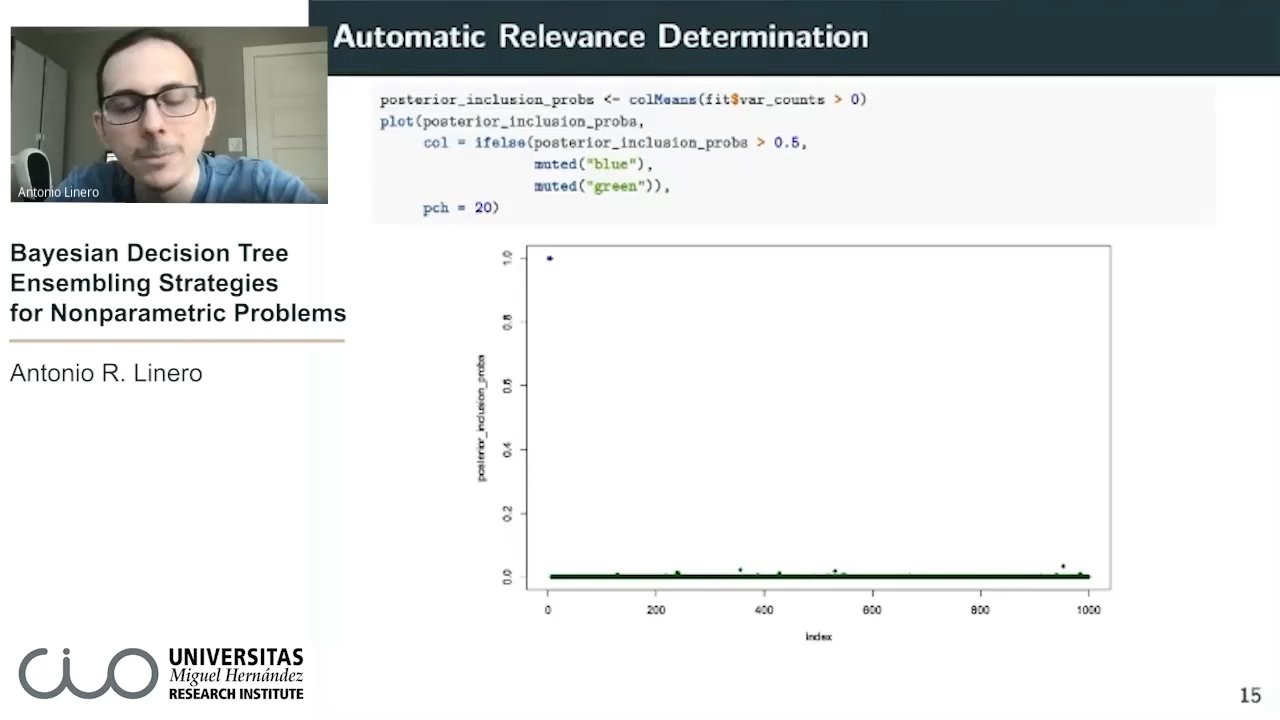 Automatic Relevance Determination
Antonio Linero
posterior_inclusion_probs <- colMeans(fit$var_counts > 0)
plot(posterior_inclusion_probs,
col = ifelse(posterior_inclusion_probs > 0.5,
muted("blue"),
muted("green")),
pch = 20)
Bayesian Decision Tree
Ensembling Strategies
for Nonparametric Problems
Antonio R. Linero
posterior_inclusion_probs
1.0
0.8
0.6
0.4
0.2
0.0
0 200 400 600 800 1000
Index
CIO
UNIVERSITAS
Miguel Hernández
RESEARCH INSTITUTE
15